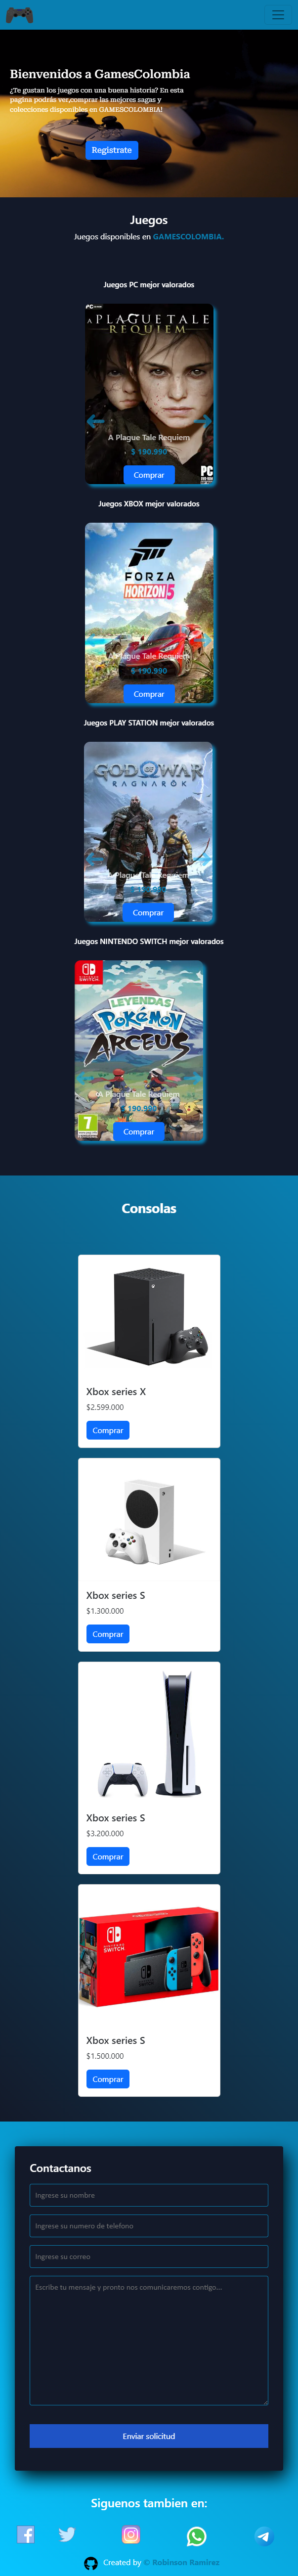 Bienvenidos a GamesColombia
¿Te gustan los juegos con una buena historia? En esta
pagina podrás ver,comprar las mejores sagas y
colecciones disponibles en GAMESCOLOMBIA!
Registrate
Juegos
Juegos disponibles en GAMESCOLOMBIA.
Juegos PC mejor valorados
A PLAGUE TALE
REQUIEM
A Plague Tale Requiem
$ 190.990
PC
Comprar
Juegos XBOX mejor valorados
FORZA
HORIZON 5
A Plague Tale Requiem
$ 190.990
Comprar
Juegos PLAY STATION mejor valorados
GOD OF WAR
RAGNARÖK
Plague Tale Requiem
Comprar
Juegos NINTENDO SWITCH mejor valorados
LEYENDAS
Pokémon
ARCEUS
A Plague Tale Requiem
190.990
7
Comprar
Consolas
Xbox series X
$2.599.000
Comprar
Xbox series S
$1.300.000
Comprar
Xbox series S
$3.200.000
Comprar
NINTENDO
SWITCH
Xbox series S
$1.500.000
Comprar
Contactanos
Ingrese su nombre
Ingrese su numero de telefono
Ingrese su correo
Escribe tu mensaje y pronto nos comunicaremos contigo...
Enviar solicitud
Siguenos tambien en:
Created by © Robinson Ramirez